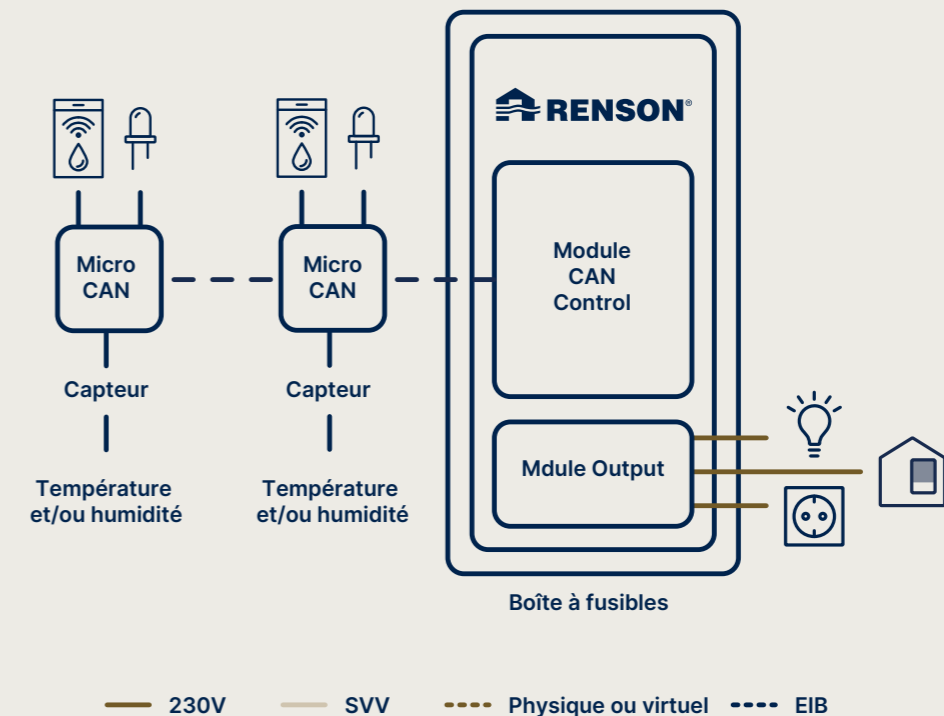 RENSON®
Micro
CAN
Micro
CAN
Module
CAN
Control
Capteur
Capteur
Mdule Output
Température
et/ou humidité
Température
et/ou humidité
Boîte à fusibles
230V SVV Physique ou virtuel EIB